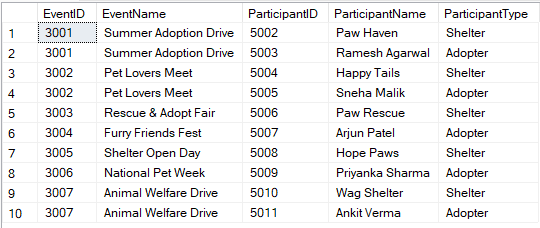 EventID EventName ParticipantID ParticipantName ParticipantType
1 3001 Summer Adoption Drive 5002 Paw Haven Shelter
2 3001 Summer Adoption Drive 5003 Ramesh Agarwal Adopter
3 3002 Pet Lovers Meet 5004 Happy Tails Shelter
4 3002 Pet Lovers Meet 5005 Sneha Malik Adopter
5 3003 Rescue & Adopt Fair 5006 Paw Rescue Shelter
6 3004 Furry Friends Fest 5007 Arjun Patel Adopter
7 3005 Shelter Open Day 5008 Hope Paws Shelter
8 3006 National Pet Week 5009 Priyanka Sharma Adopter
9 3007 Animal Welfare Drive 5010 Wag Shelter Shelter
10 3007 Animal Welfare Drive 5011 Ankit Verma Adopter